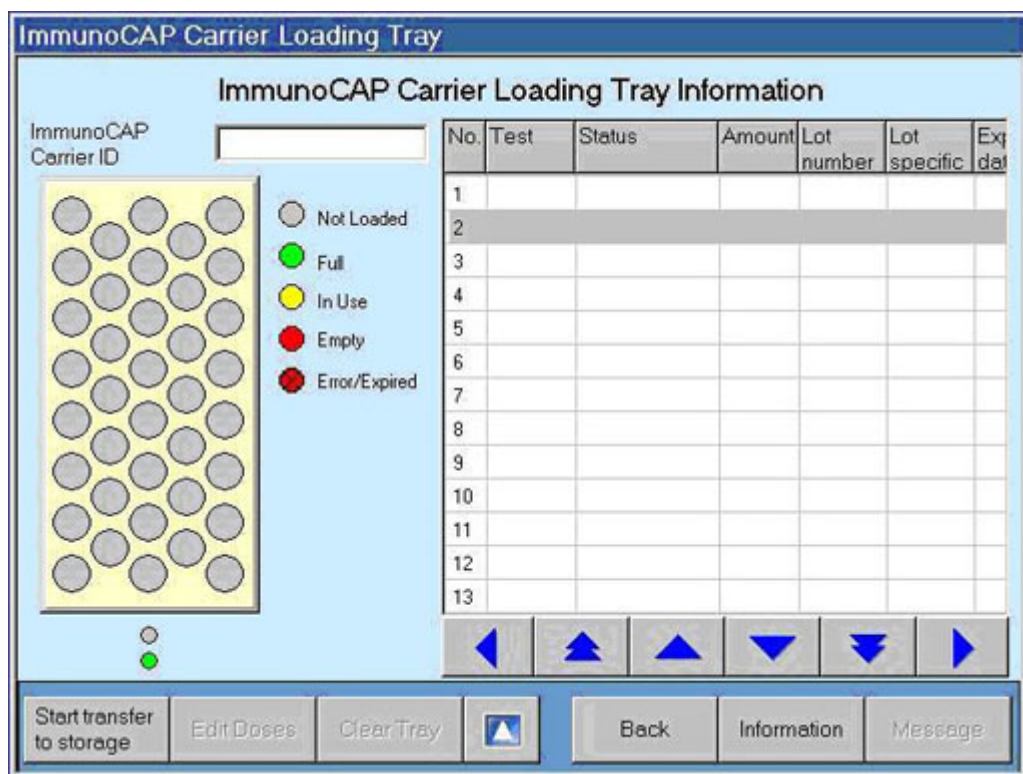 ImmunoCAP Carrier Loading Tray
ImmunoCAP Carrier Loading Tray Information
ImmunoCAP
Carrier ID
Not Loaded
Full
In Use
Empty
Error/Expired
No. Test Status Amount Lot number Lot specific
1
2
3
4
5
6
7
8
9
10
11
12
13
Start transfer
to storage
Edit Doses
Clear Tray
Back
Information
Message